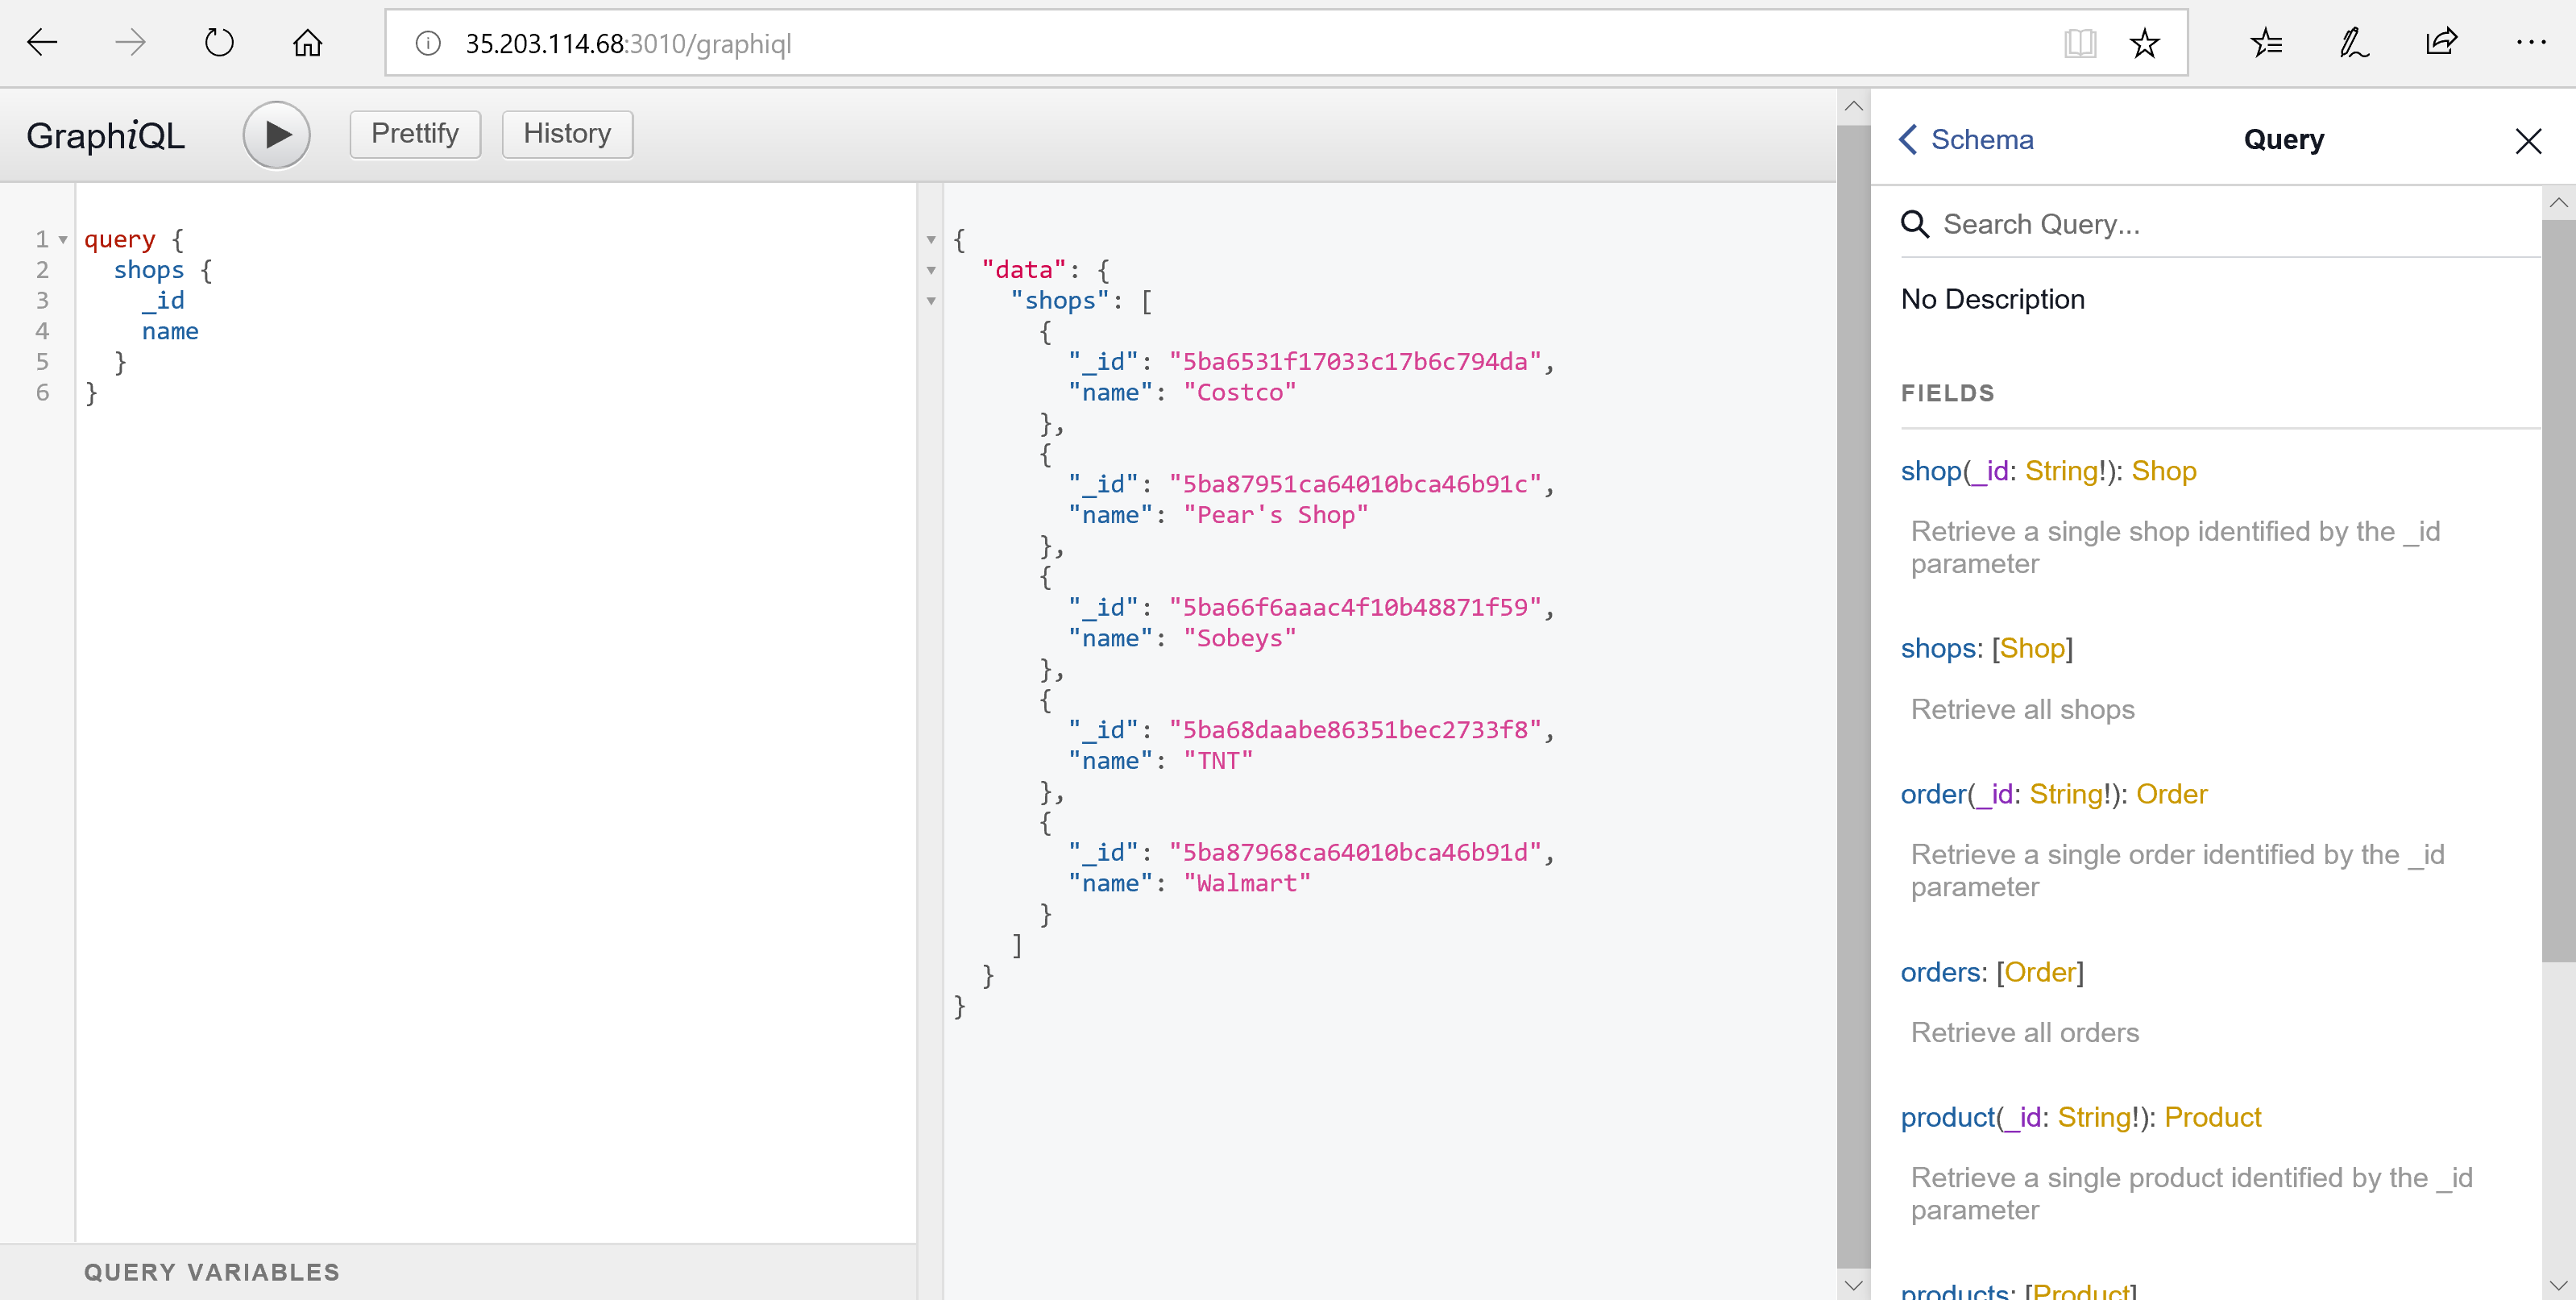 35.203.114.68:3010/graphiql
GraphiQL
Prettify
History
1 query {
2 shops {
3 _id
4 name
5 }
6 }
QUERY VARIABLES
{
"data": {
"shops": [
{
"_id": "5ba6531f17033c17b6c794da",
"name": "Costco"
},
{
"_id": "5ba87951ca64010bca46b91c",
"name": "Pear's Shop"
},
{
"_id": "5ba66f6aaac4f10b48871f59",
"name": "Sobeys"
},
{
"_id": "5ba68daabe86351bec2733f8",
"name": "TNT"
},
{
"_id": "5ba87968ca64010bca46b91d",
"name": "Walmart"
}
]
}
}
Schema
Query
Search Query...
No Description
FIELDS
shop(_id: String!): Shop
Retrieve a single shop identified by the _id
parameter
shops: [Shop]
Retrieve all shops
order(_id: String!): Order
Retrieve a single order identified by the _id
parameter
orders: [Order]
Retrieve all orders
product(_id: String!): Product
Retrieve a single product identified by the _id
parameter
products: [Product]